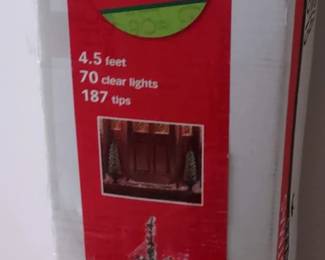 4.5 feet
70 clear lights
187 tips